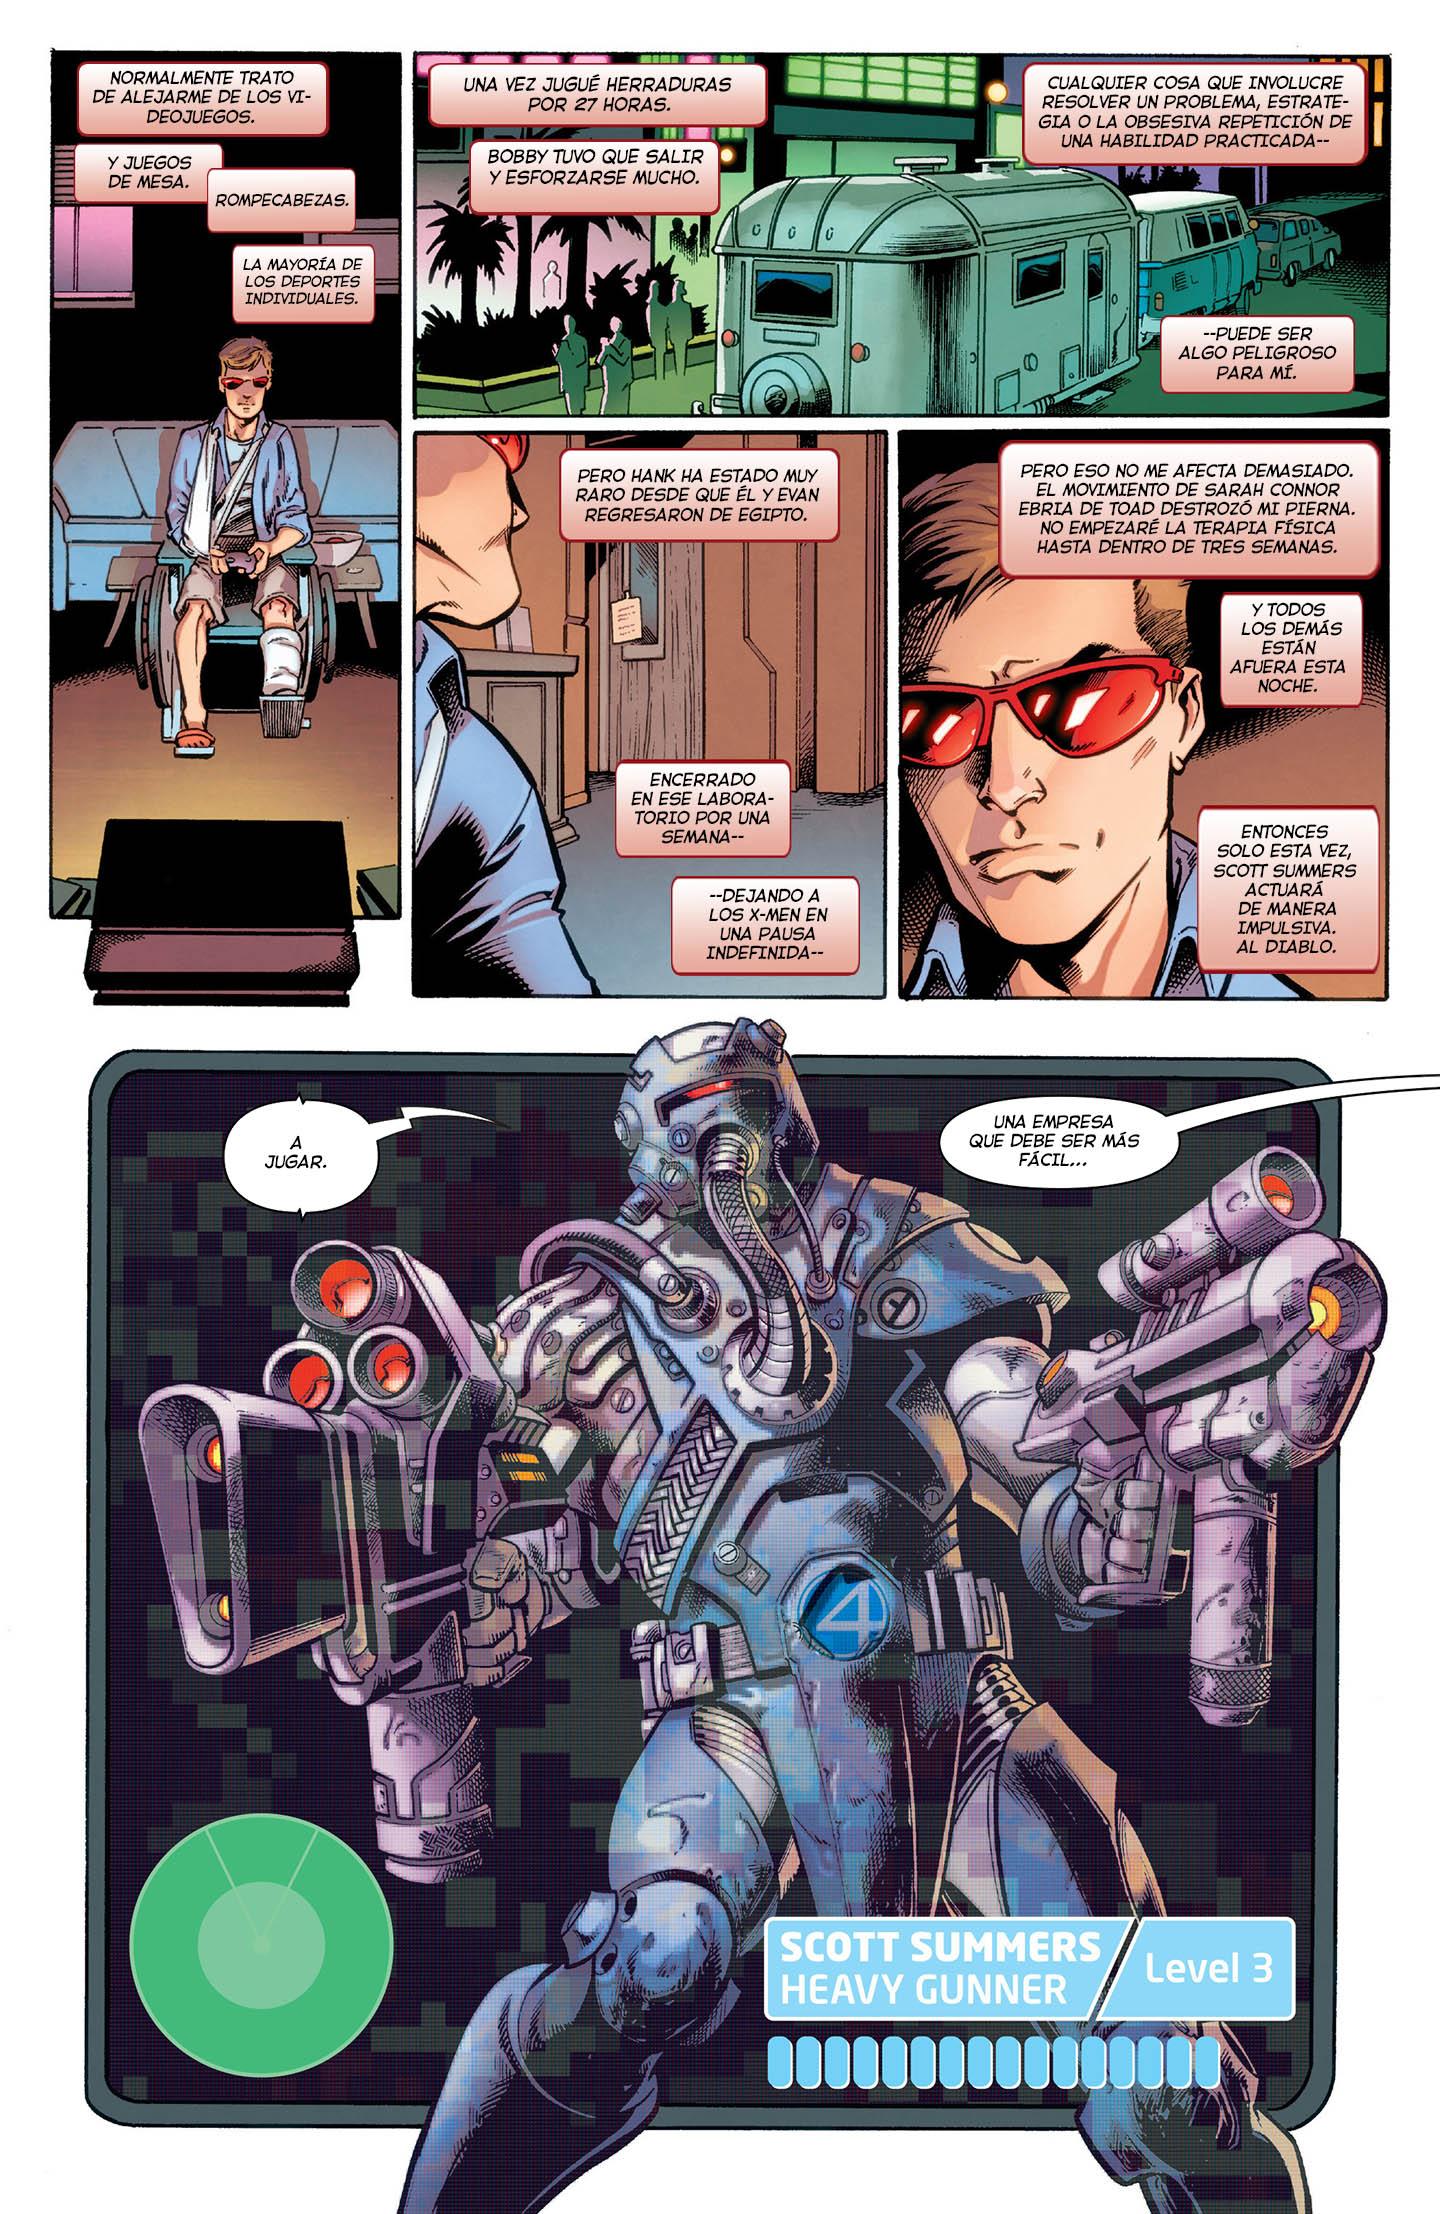 NORMALMENTE TRATO
DE ALEJARME DE LOS VI-
DEOJUEGOS.
Y JUEGOS
DE MESA.
ROMPECABEZAS.
LA MAYORÍA DE
LOS DEPORTES
INDIVIDUALES.
UNA VEZ JUGUÉ HERRADURAS
POR 27 HORAS.
BOBBY TUVO QUE SALIR
Y ESFORZARSE MUCHO.
CUALQUIER COSA QUE INVOLUCRE
RESOLVER UN PROBLEMA, ESTRATE-
GIA O LA OBSESIVA REPETICIÓN DE
UNA HABILIDAD PRACTICADA--
--PUEDE SER
ALGO PELIGROSO
PARA MÍ.
PERO HANK HA ESTADO MUY
RARO DESDE QUE ÉL Y EVAN
REGRESARON DE EGIPTO.
ENCERRADO
EN ESE LABORA-
TORIO POR UNA
SEMANA--
--DEJANDO A
LOS X-MEN EN
UNA PAUSA
INDEFINIDA--
PERO ESO NO ME AFECTA DEMASIADO.
EL MOVIMIENTO DE SARAH CONNOR
EBRIA DE TOAD DESTROZÓ MI PIERNA.
NO EMPEZARÉ LA TERAPIA FÍSICA
HASTA DENTRO DE TRES SEMANAS.
Y TODOS
LOS DEMÁS
ESTÁN
AFUERA ESTA
NOCHE.
ENTONCES
SOLO ESTA VEZ,
SCOTT SUMMERS
ACTUARÁ
DE MANERA
IMPULSIVA.
AL DIABLO.
A
JUGAR.
UNA EMPRESA
QUE DEBE SER MÁS
FÁCIL...
4
SCOTT SUMMERS
HEAVY GUNNER
Level 3